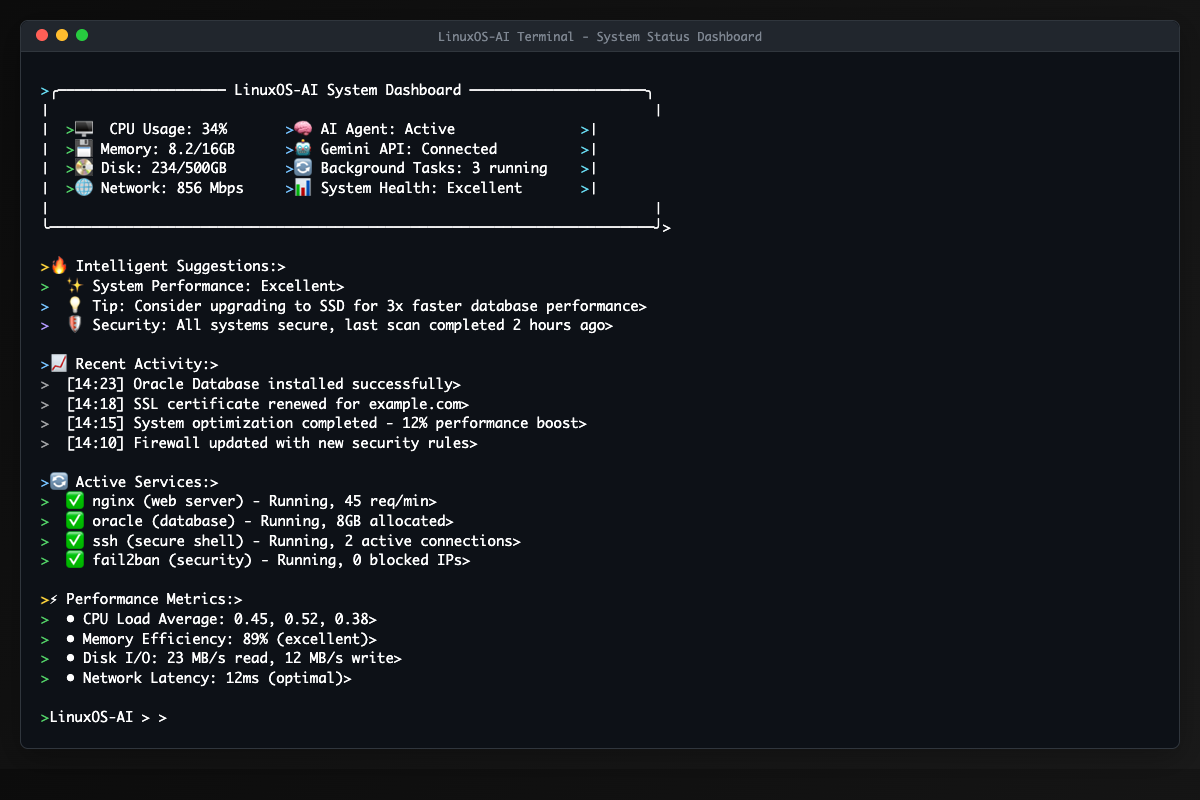 LinuxOS-AI Terminal - System Status Dashboard
>╭──────────────────── LinuxOS-AI System Dashboard ─────────────────────╮
| |
| >🖥️ CPU Usage: 34% >🧠 AI Agent: Active >|
| >💾 Memory: 8.2/16GB >🤖 Gemini API: Connected >|
| >💿 Disk: 234/500GB >🔄 Background Tasks: 3 running >|
| >🌐 Network: 856 Mbps >📊 System Health: Excellent >|
| |
╰──────────────────────────────────────────────────────────────────────╯>
>🔥 Intelligent Suggestions:>
> ✨ System Performance: Excellent>
> 💡 Tip: Consider upgrading to SSD for 3x faster database performance>
> 🛡️ Security: All systems secure, last scan completed 2 hours ago>
>📈 Recent Activity:>
> [14:23] Oracle Database installed successfully>
> [14:18] SSL certificate renewed for example.com>
> [14:15] System optimization completed - 12% performance boost>
> [14:10] Firewall updated with new security rules>
>🔄 Active Services:>
> ✅ nginx (web server) - Running, 45 req/min>
> ✅ oracle (database) - Running, 8GB allocated>
> ✅ ssh (secure shell) - Running, 2 active connections>
> ✅ fail2ban (security) - Running, 0 blocked IPs>
>⚡ Performance Metrics:>
> • CPU Load Average: 0.45, 0.52, 0.38>
> • Memory Efficiency: 89% (excellent)>
> • Disk I/O: 23 MB/s read, 12 MB/s write>
> • Network Latency: 12ms (optimal)>
>LinuxOS-AI > >